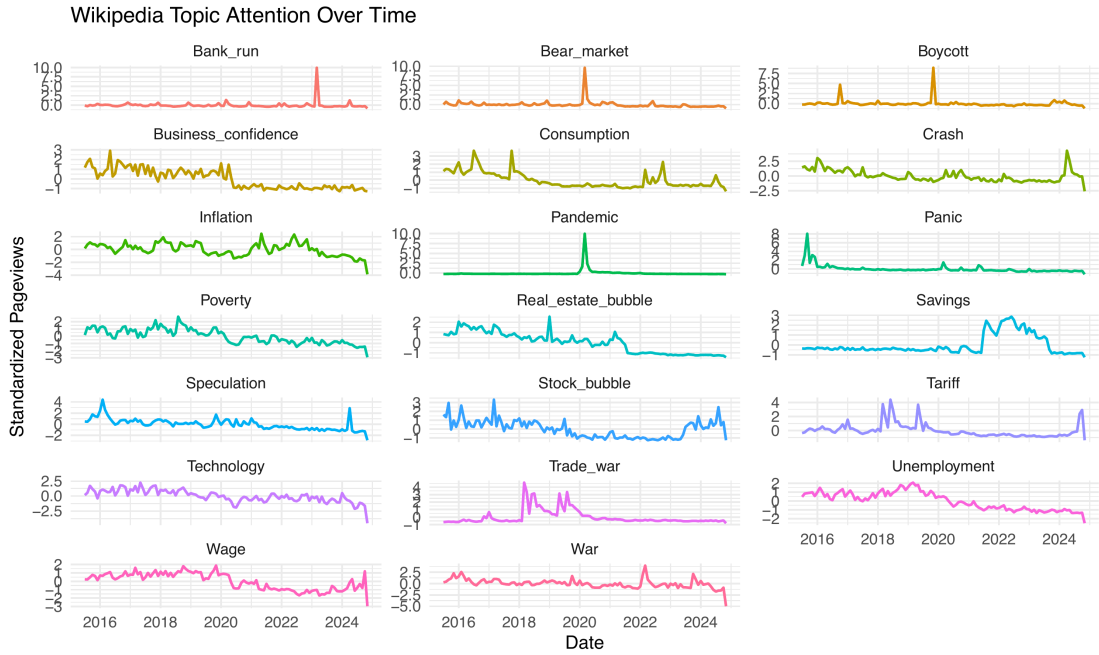 Wikipedia Topic Attention Over Time
Bank_run Bear_market Boycott
10.0 7.5 5.0 2.5 0.0
10.0 7.5 5.0 2.5 0.0
7.5 5.0 2.5 0.0
Business_confidence Consumption Crash
3 2 1 0 −1
3 2 1 0 −1
2.5 0.0 −2.5
Inflation Pandemic Panic
2 0 −2 −4
10.0 7.5 5.0 2.5 0.0
8 6 4 2 0
Poverty Real_estate_bubble Savings
2 1 0 −1 −2 −3
2 1 0 −1
3 2 1 0 −1
Speculation Stock_bubble Tariff
4 2 0 −2
3 2 1 0 −1
4 2 0
Technology Trade_war Unemployment
2.5 0.0 −2.5
4 3 2 1 0 −1
2 1 0 −1 −2
2016 2018 2020 2022 2024
Wage War
2 1 0 −1 −2 −3
2.5 0.0 −2.5 −5.0
2016 2018 2020 2022 2024
2016 2018 2020 2022 2024
Date
Standardized Pageviews